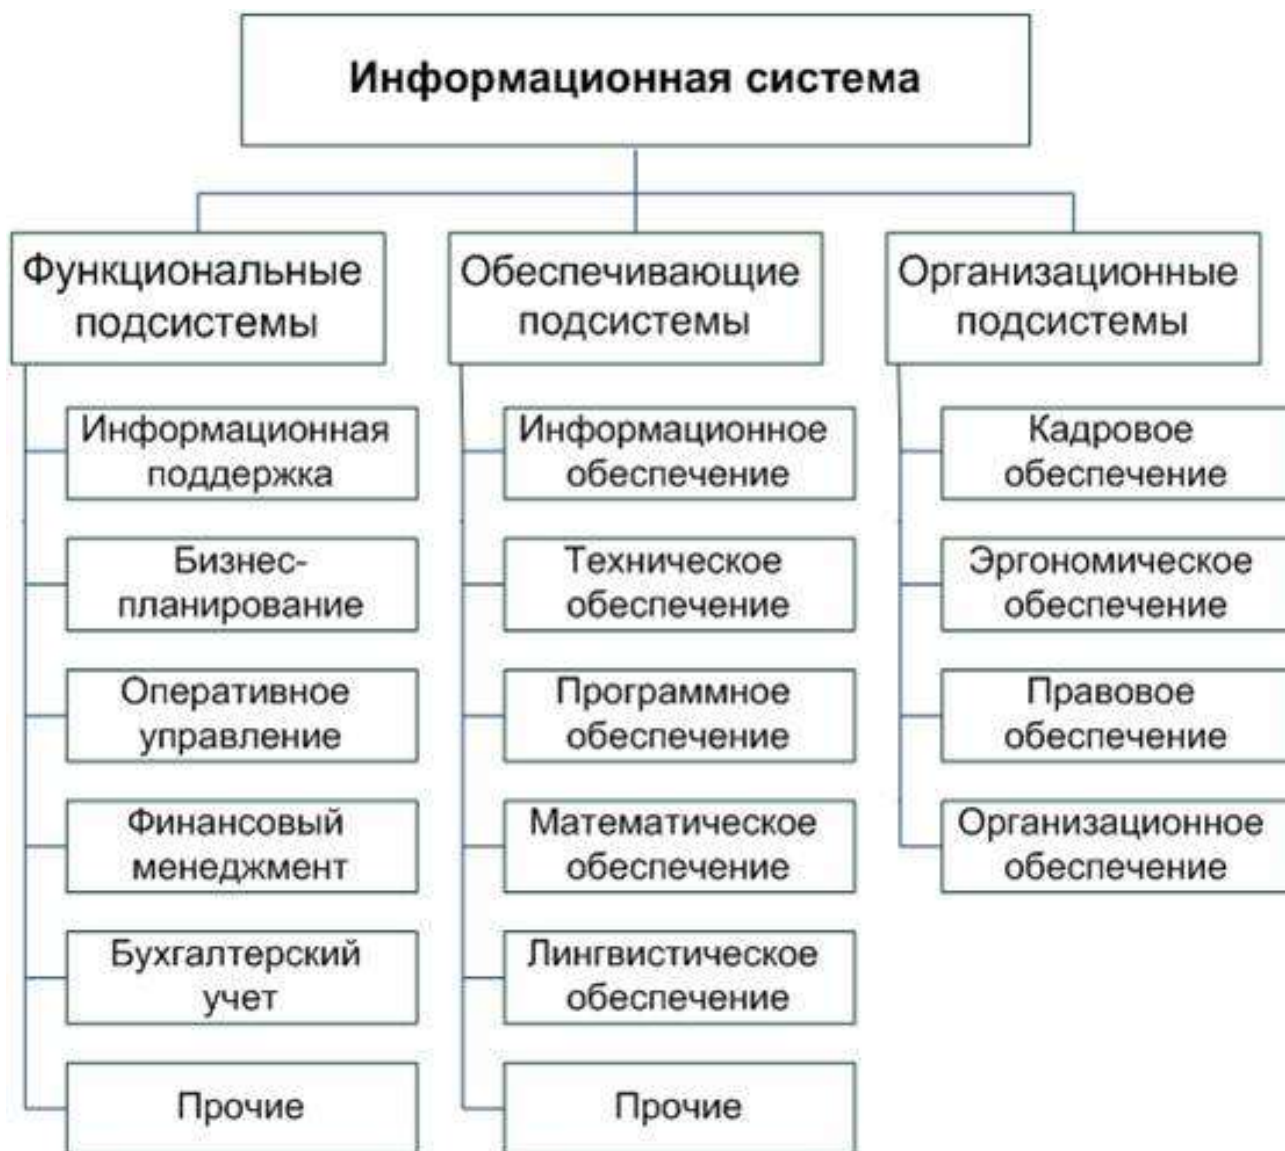 Информационная система
Функциональные
подсистемы
Информационная
поддержка
Бизнес-
планирование
Оперативное
управление
Финансовый
менеджмент
Бухгалтерский
учет
Прочие
Обеспечивающие
подсистемы
Информационное
обеспечение
Техническое
обеспечение
Программное
обеспечение
Математическое
обеспечение
Лингвистическое
обеспечение
Прочие
Организационные
подсистемы
Кадровое
обеспечение
Эргономическое
обеспечение
Правовое
обеспечение
Организационное
обеспечение